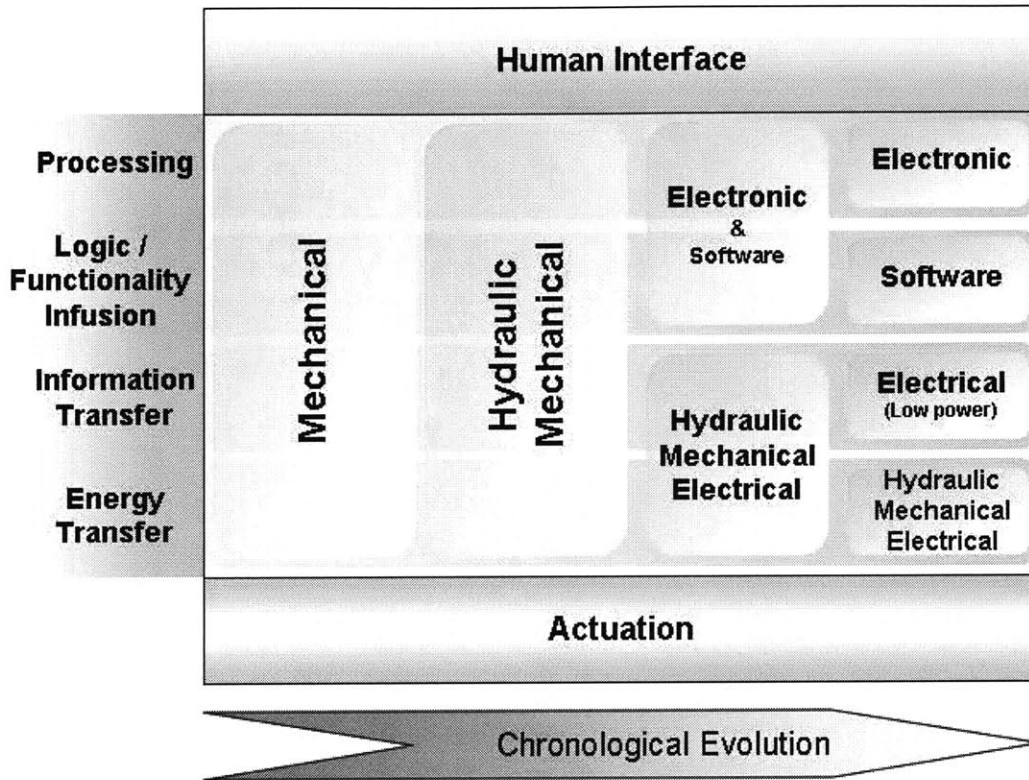 Human Interface
Processing
Logic /
Functionality
Infusion
Information
Transfer
Energy
Transfer
Mechanical
Hydraulic
Mechanical
Electronic
&
Software
Hydraulic
Mechanical
Electrical
Electronic
Software
Electrical
(Low power)
Hydraulic
Mechanical
Electrical
Actuation
Chronological Evolution